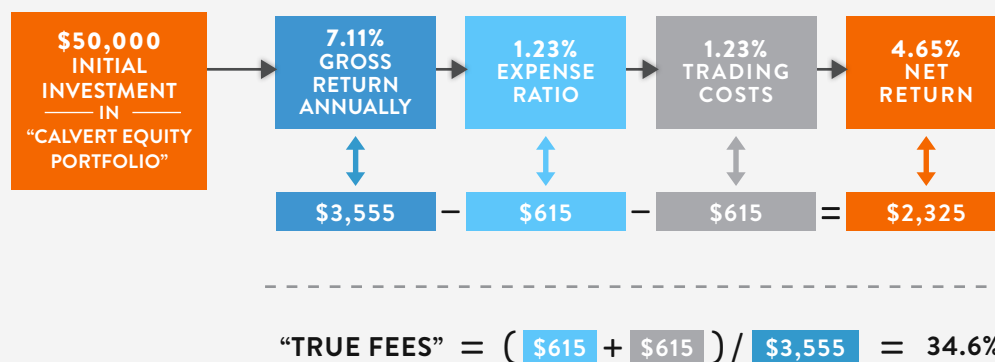 $50,000
INITIAL
INVESTMENT
IN
“CALVERT EQUITY
PORTFOLIO”
7.11%
GROSS
RETURN
ANNUALLY
1.23%
EXPENSE
RATIO
1.23%
TRADING
COSTS
4.65%
NET
RETURN
$3,555 – $615 – $615 = $2,325
“TRUE FEES” = ( $615 + $615 ) / $3,555 = 34.6%